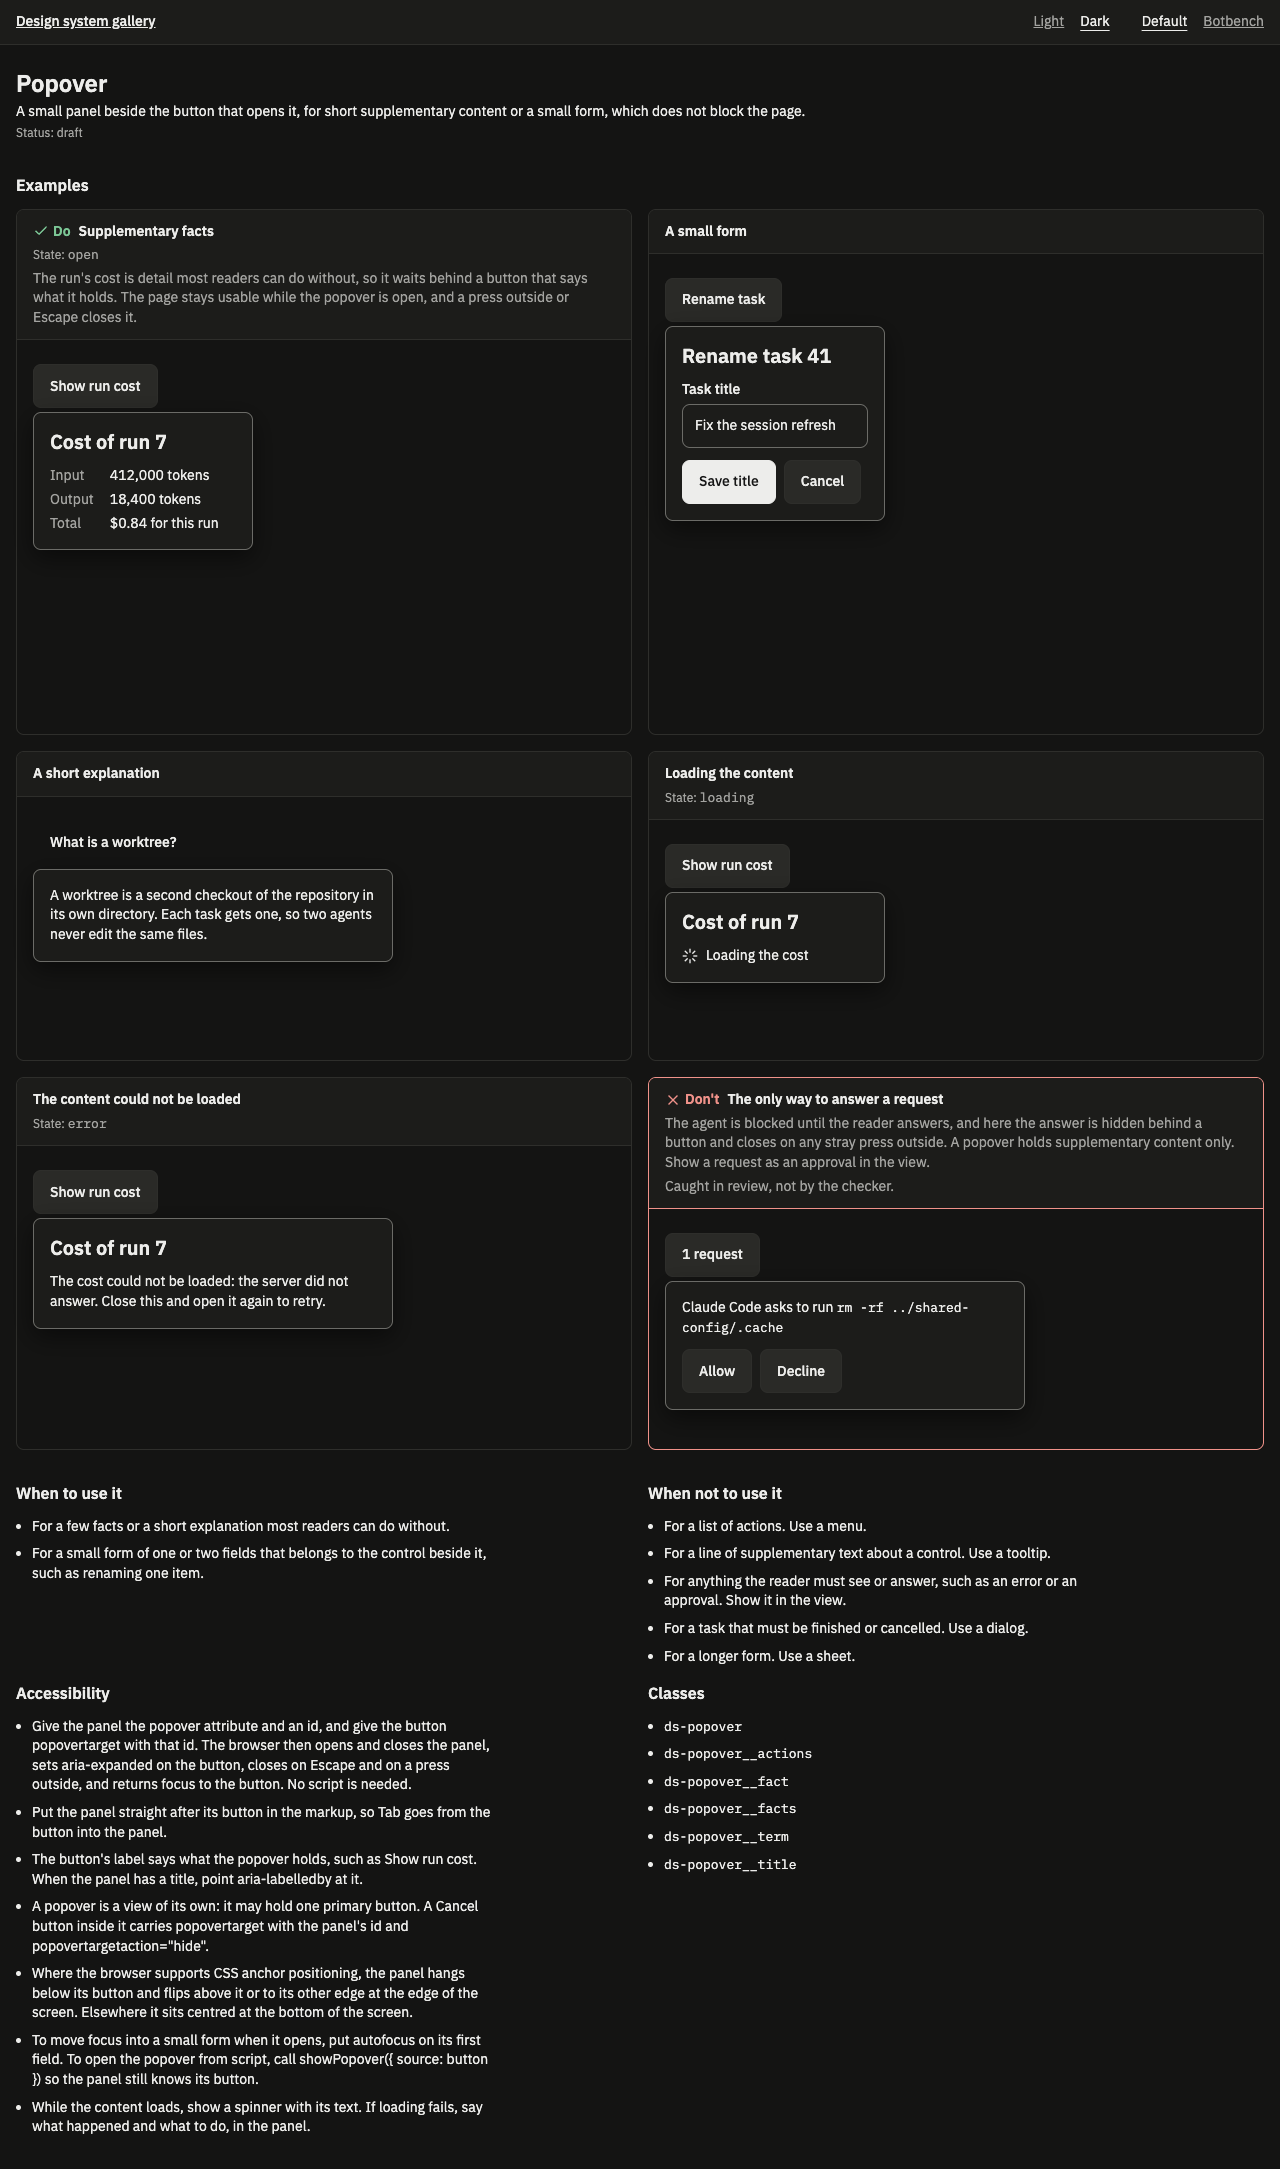 Design system gallery
Light Dark Default Botbench
Popover
A small panel beside the button that opens it, for short supplementary content or a small form, which does not block the page.
Status: draft
Examples
Do Supplementary facts
State: open
The run's cost is detail most readers can do without, so it waits behind a button that says
what it holds. The page stays usable while the popover is open, and a press outside or
Escape closes it.
Show run cost
Cost of run 7
Input 412,000 tokens
Output 18,400 tokens
Total $0.84 for this run
A small form
Rename task
Rename task 41
Task title
Fix the session refresh
Save title Cancel
A short explanation
What is a worktree?
A worktree is a second checkout of the repository in
its own directory. Each task gets one, so two agents
never edit the same files.
Loading the content
State: loading
Show run cost
Cost of run 7
Loading the cost
The content could not be loaded
State: error
Show run cost
Cost of run 7
The cost could not be loaded: the server did not
answer. Close this and open it again to retry.
Don't The only way to answer a request
The agent is blocked until the reader answers, and here the answer is hidden behind a
button and closes on any stray press outside. A popover holds supplementary content only.
Show a request as an approval in the view.
Caught in review, not by the checker.
1 request
Claude Code asks to run rm -rf ../shared-
config/.cache
Allow Decline
When to use it
For a few facts or a short explanation most readers can do without.
For a small form of one or two fields that belongs to the control beside it,
such as renaming one item.
When not to use it
For a list of actions. Use a menu.
For a line of supplementary text about a control. Use a tooltip.
For anything the reader must see or answer, such as an error or an
approval. Show it in the view.
For a task that must be finished or cancelled. Use a dialog.
For a longer form. Use a sheet.
Accessibility
Give the panel the popover attribute and an id, and give the button
popovertarget with that id. The browser then opens and closes the panel,
sets aria-expanded on the button, closes on Escape and on a press
outside, and returns focus to the button. No script is needed.
Put the panel straight after its button in the markup, so Tab goes from the
button into the panel.
The button's label says what the popover holds, such as Show run cost.
When the panel has a title, point aria-labelledby at it.
A popover is a view of its own: it may hold one primary button. A Cancel
button inside it carries popovertarget with the panel's id and
popovertargetaction="hide".
Where the browser supports CSS anchor positioning, the panel hangs
below its button and flips above it or to its other edge at the edge of the
screen. Elsewhere it sits centred at the bottom of the screen.
To move focus into a small form when it opens, put autofocus on its first
field. To open the popover from script, call showPopover({ source: button
}) so the panel still knows its button.
While the content loads, show a spinner with its text. If loading fails, say
what happened and what to do, in the panel.
Classes
ds-popover
ds-popover__actions
ds-popover__fact
ds-popover__facts
ds-popover__term
ds-popover__title